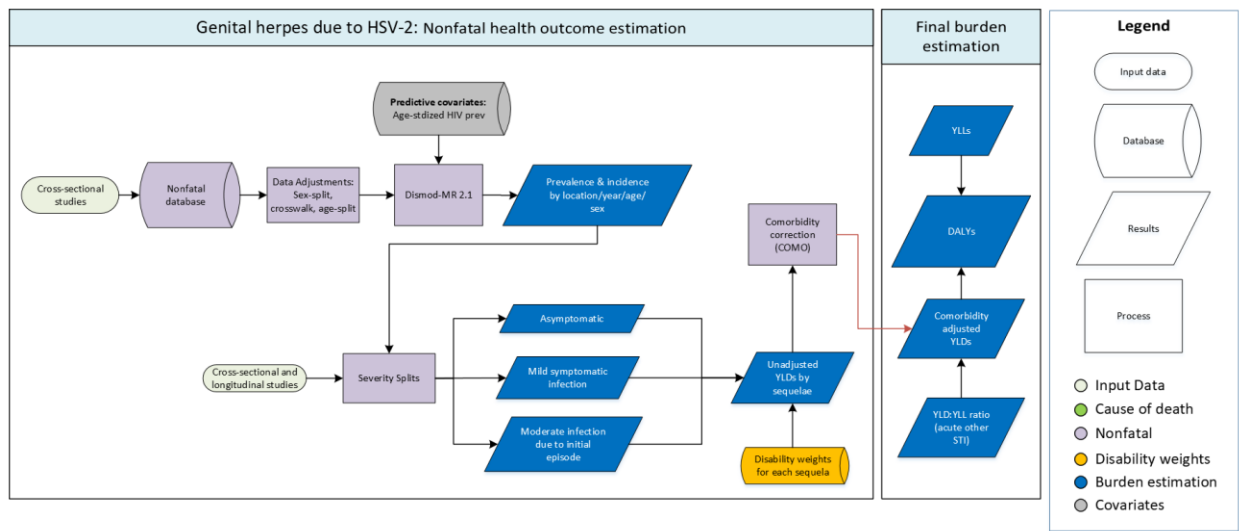 Genital herpes due to HSV-2: Nonfatal health outcome estimation
Predictive covariates:
Age-stdized HIV prev
Cross-sectional
studies
Nonfatal
database
Data Adjustments:
Sex-split,
crosswalk, age-split
Dismod-MR 2.1
Prevalence & incidence
by location/year/age/
sex
Comorbidity
correction
(COMO)
Cross-sectional and
longitudinal studies
Severity Splits
Asymptomatic
Mild symptomatic
infection
Moderate infection
due to initial
episode
Unadjusted
YLDs by
sequelae
Disability weights
for each sequela
Final burden
estimation
YLLs
DALYs
Comorbidity
adjusted
YLDs
YLD:YLL ratio
(acute other
STI)
Legend
Input data
Database
Results
Process
Input Data
Cause of death
Nonfatal
Disability weights
Burden estimation
Covariates